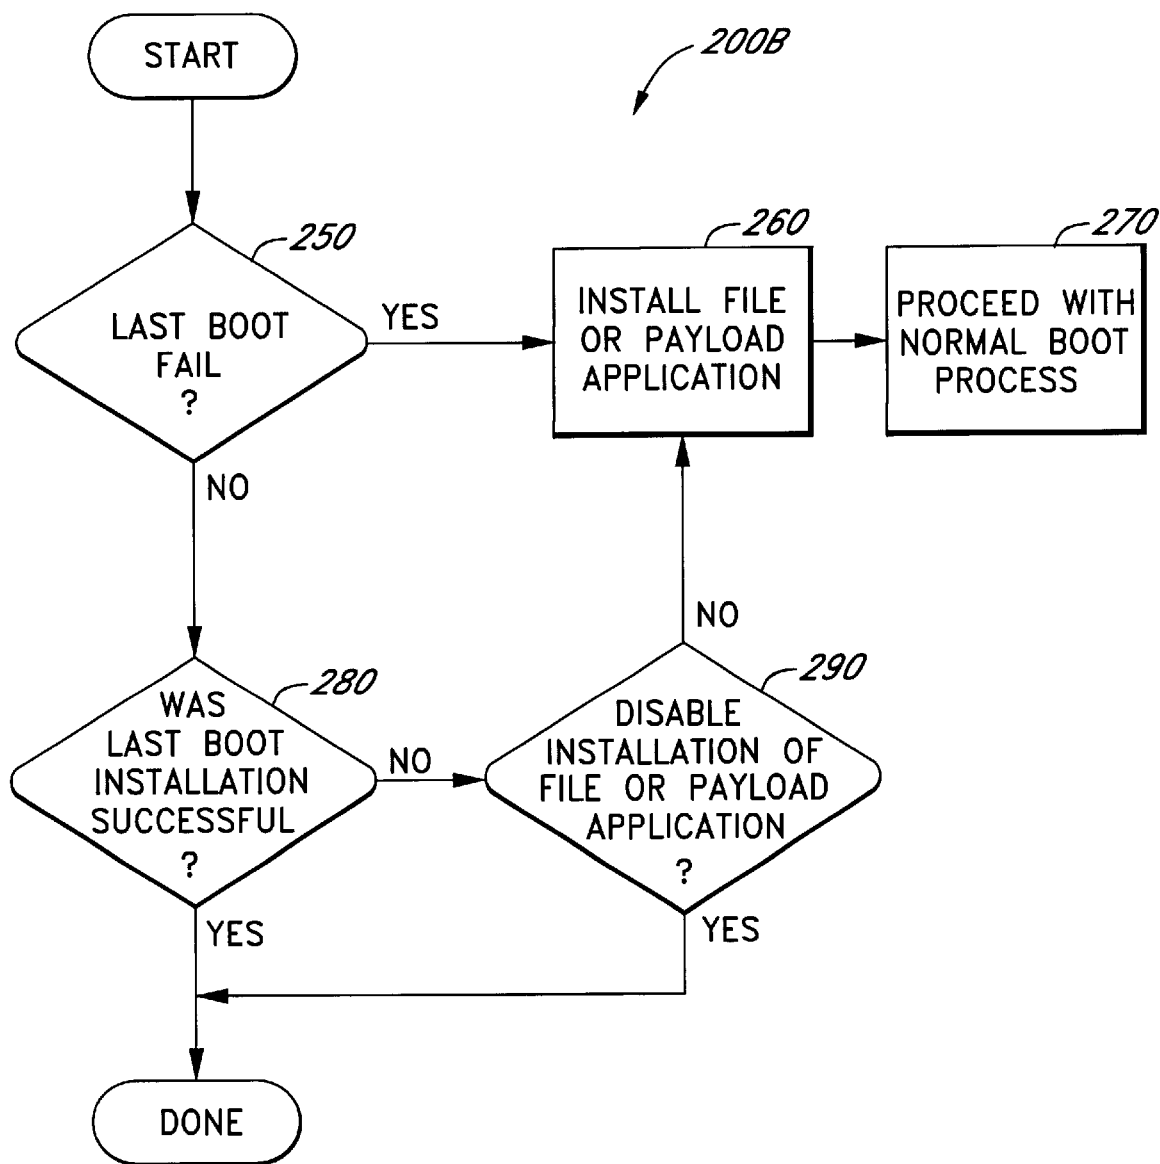 START
200B
250
LAST BOOT
FAIL
?
YES
NO
260
INSTALL FILE
OR PAYLOAD
APPLICATION
270
PROCEED WITH
NORMAL BOOT
PROCESS
280
WAS
LAST BOOT
INSTALLATION
SUCCESSFUL
?
NO
YES
290
NO
DISABLE
INSTALLATION OF
FILE OR PAYLOAD
APPLICATION
?
YES
DONE